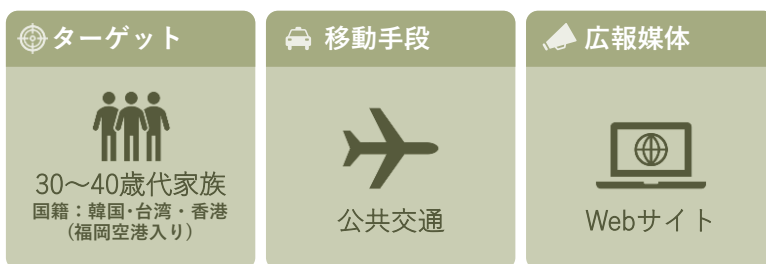 ターゲット
30～40歳代家族
国籍：韓国･台湾・香港
(福岡空港入り)
移動手段
公共交通
広報媒体
Webサイト